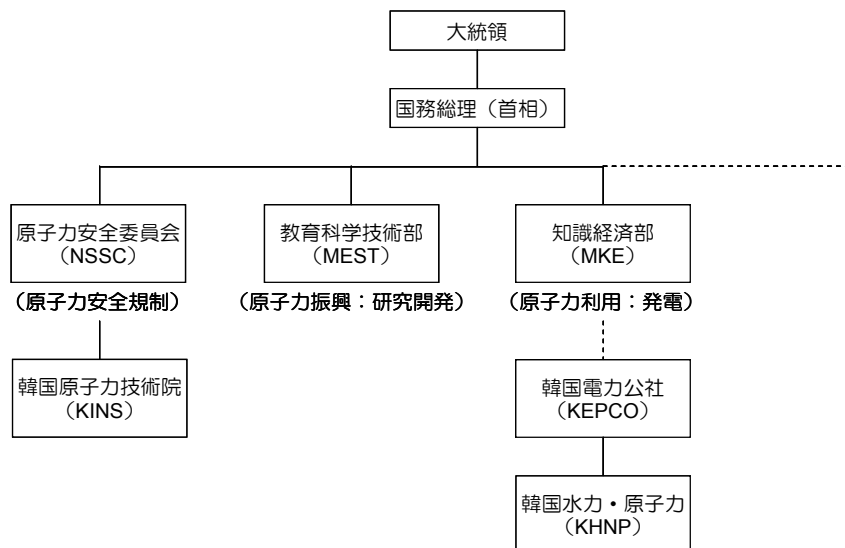 大統領
国務総理（首相）
原子力安全委員会
（NSSC）
教育科学技術部
（MEST）
知識経済部
（MKE）
（原子力安全規制）
（原子力振興：研究開発）
（原子力利用：発電）
韓国原子力技術院
（KINS）
韓国電力公社
（KEPCO）
韓国水力・原子力
（KHNP）